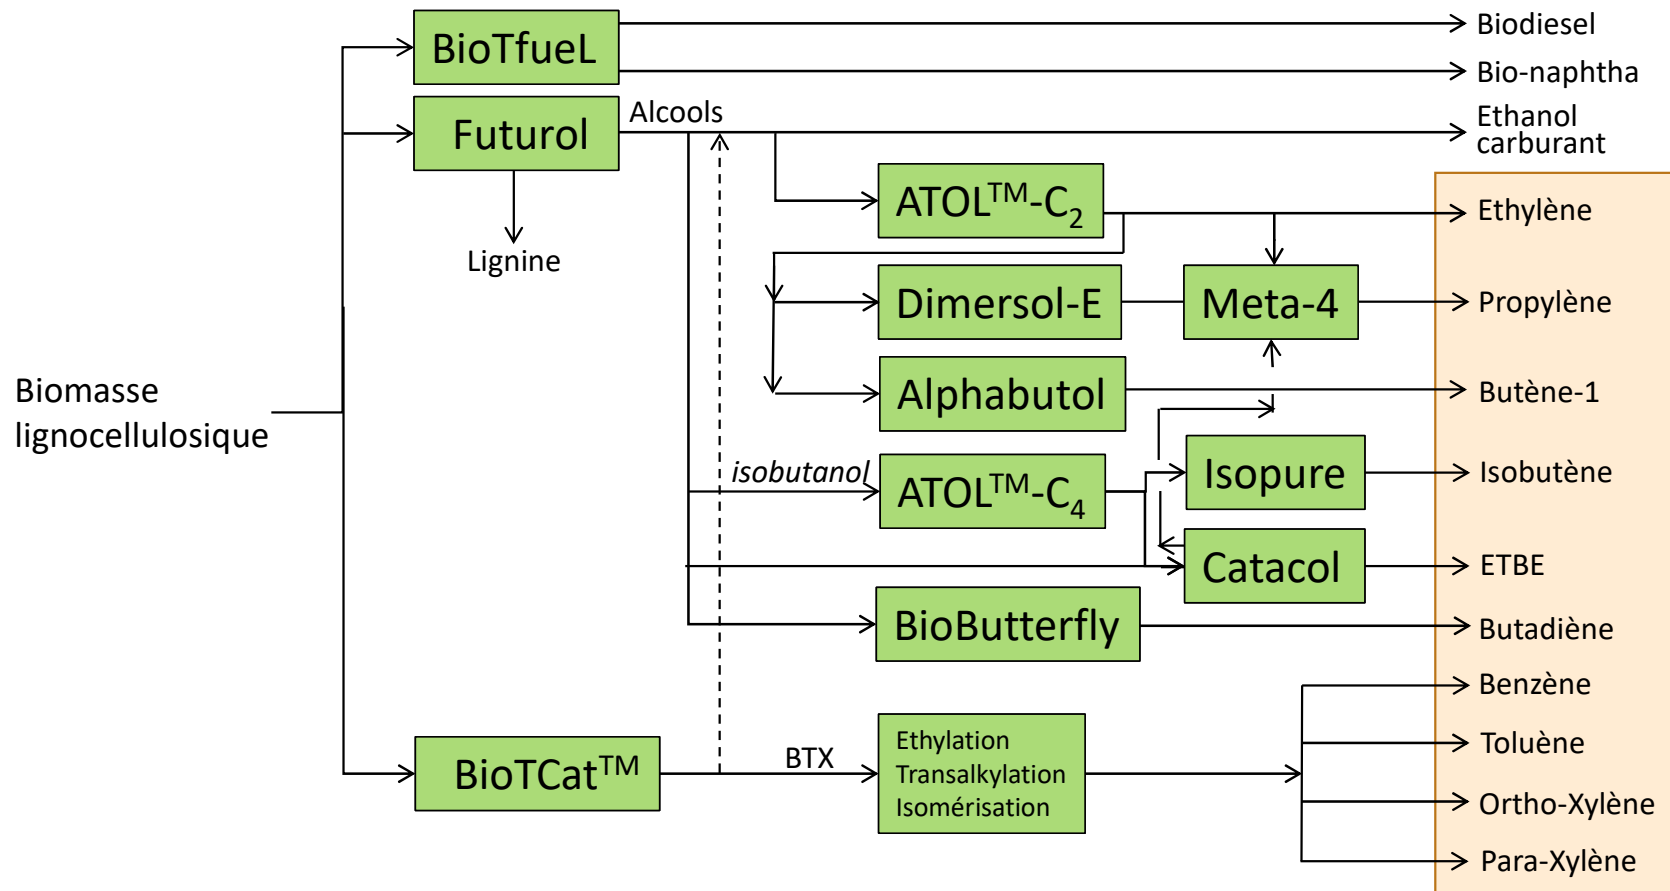 BioTfueL
Biodiesel
Bio-naphtha
Futurol
Alcools
Ethanol
carburant
Lignine
ATOL™-C₂
Ethylène
Dimersol-E
Meta-4
Propylène
Biomasse
lignocellulosique
Alphabutol
Butène-1
isobutanol
ATOL™-C₄
Isopure
Isobutène
Catacol
ETBE
BioButterfly
Butadiène
BioTCat™
BTX
Ethylation
Transalkylation
Isomérisation
Benzène
Toluène
Ortho-Xylène
Para-Xylène